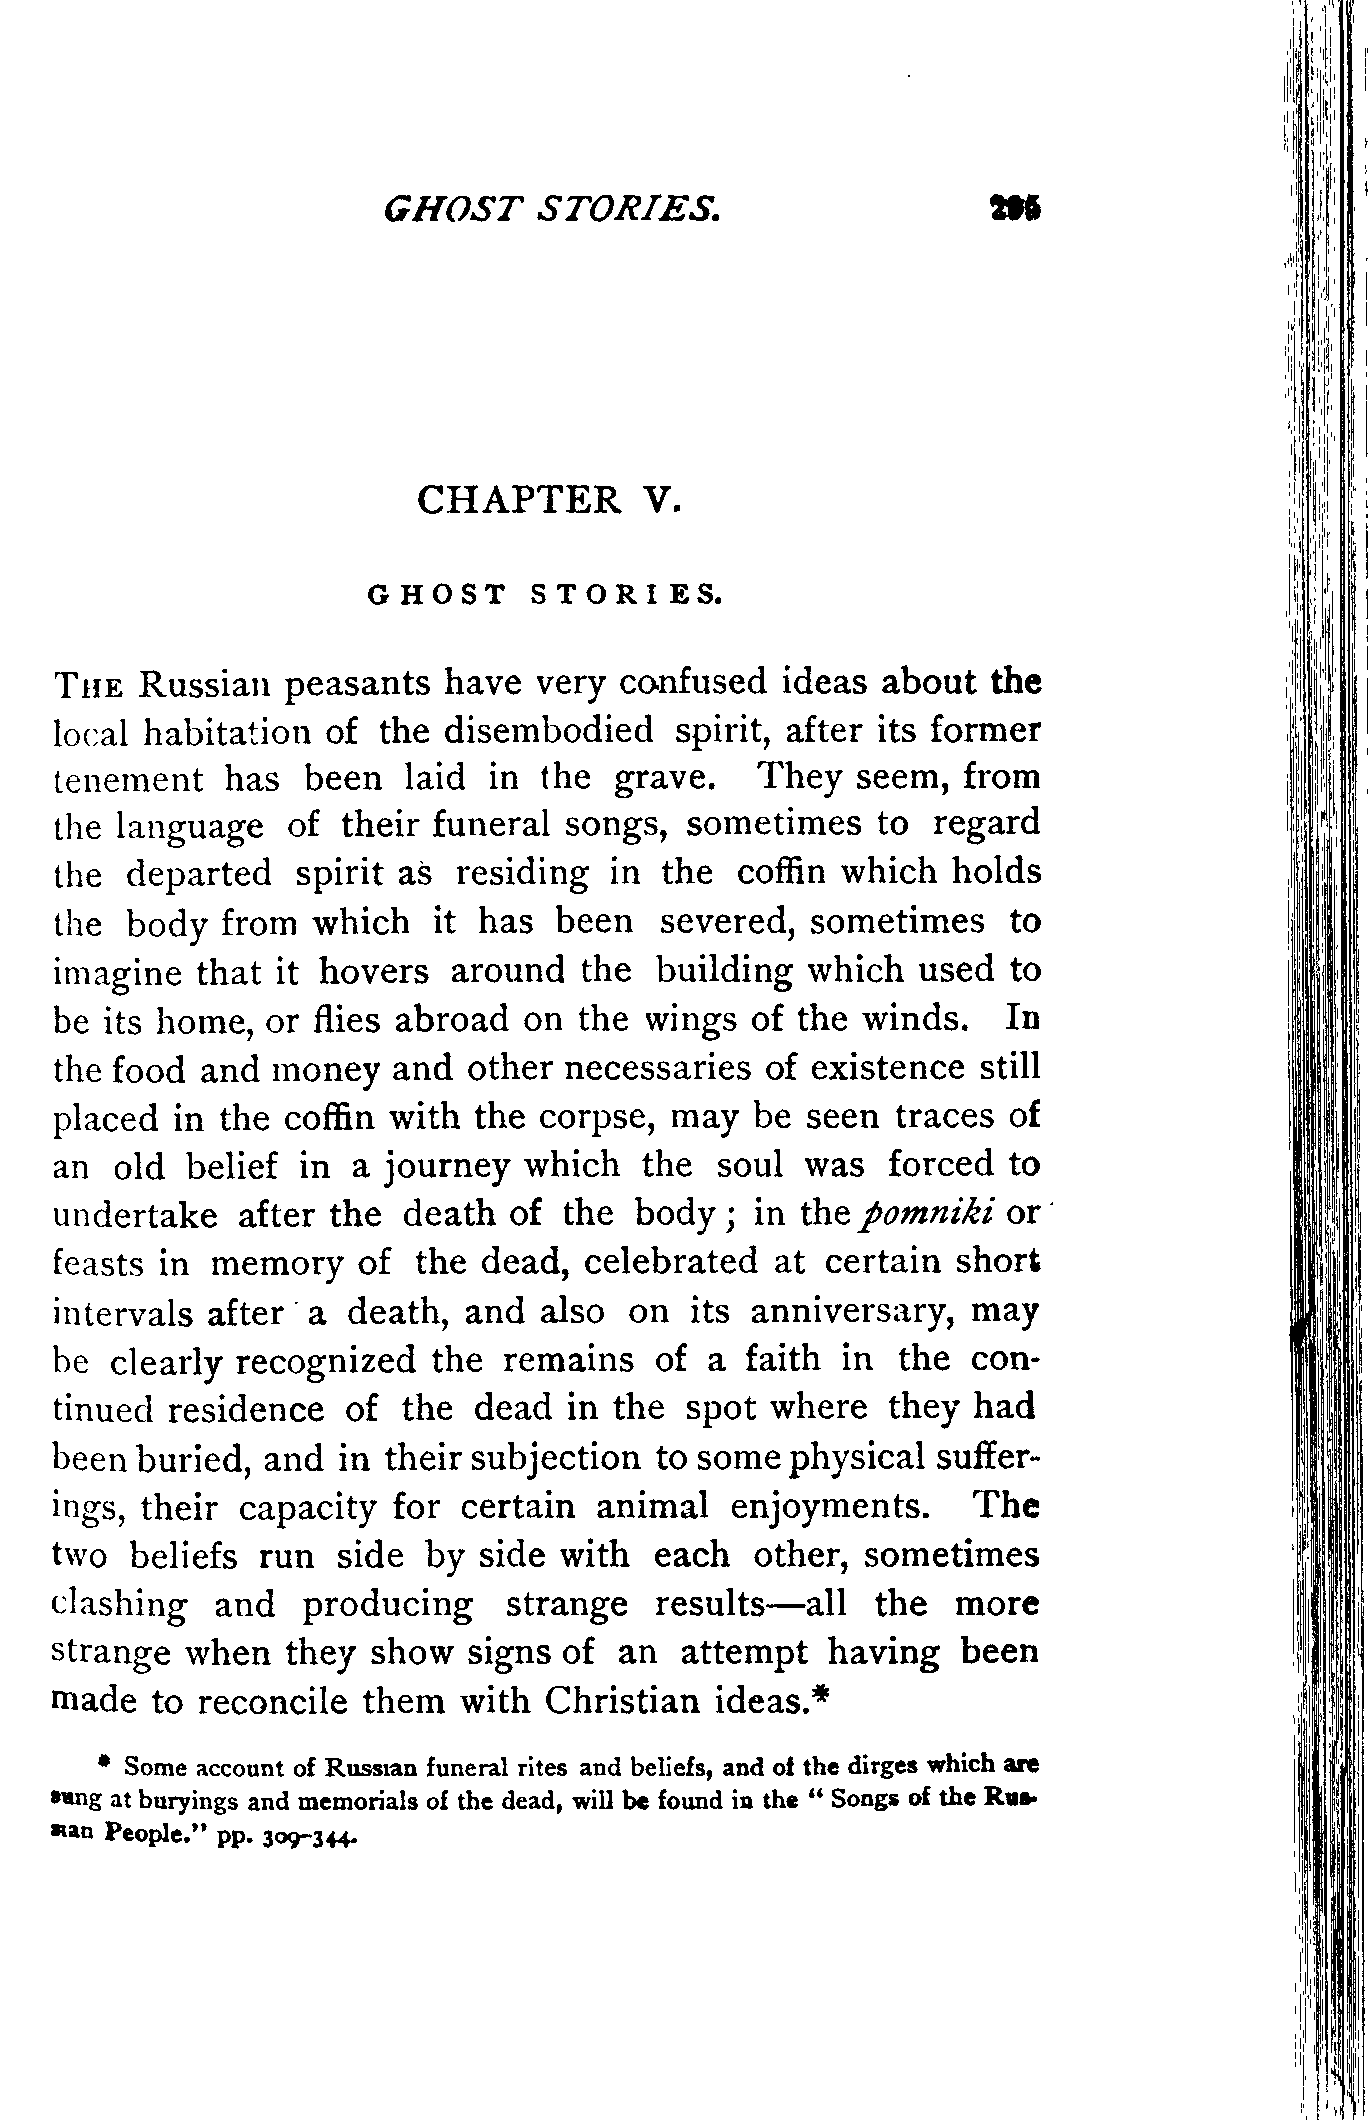 GHOST STORIES. 295
CHAPTER V.
GHOST STORIES.
THE Russian peasants have very confused ideas about the
local habitation of the disembodied spirit, after its former
tenement has been laid in the grave. They seem, from
the language of their funeral songs, sometimes to regard
the departed spirit as residing in the coffin which holds
the body from which it has been severed, sometimes to
imagine that it hovers around the building which used to
be its home, or flies abroad on the wings of the winds. In
the food and money and other necessaries of existence still
placed in the coffin with the corpse, may be seen traces of
an old belief in a journey which the soul was forced to
undertake after the death of the body; in the pomniki or
feasts in memory of the dead, celebrated at certain short
intervals after a death, and also on its anniversary, may
be clearly recognized the remains of a faith in the con-
tinued residence of the dead in the spot where they had
been buried, and in their subjection to some physical suffer-
ings, their capacity for certain animal enjoyments. The
two beliefs run side by side with each other, sometimes
clashing and producing strange results—all the more
strange when they show signs of an attempt having been
made to reconcile them with Christian ideas.*
* Some account of Russian funeral rites and beliefs, and of the dirges which are
sung at buryings and memorials of the dead, will be found in the "Songs of the Rus-
sian People." pp. 309-344.